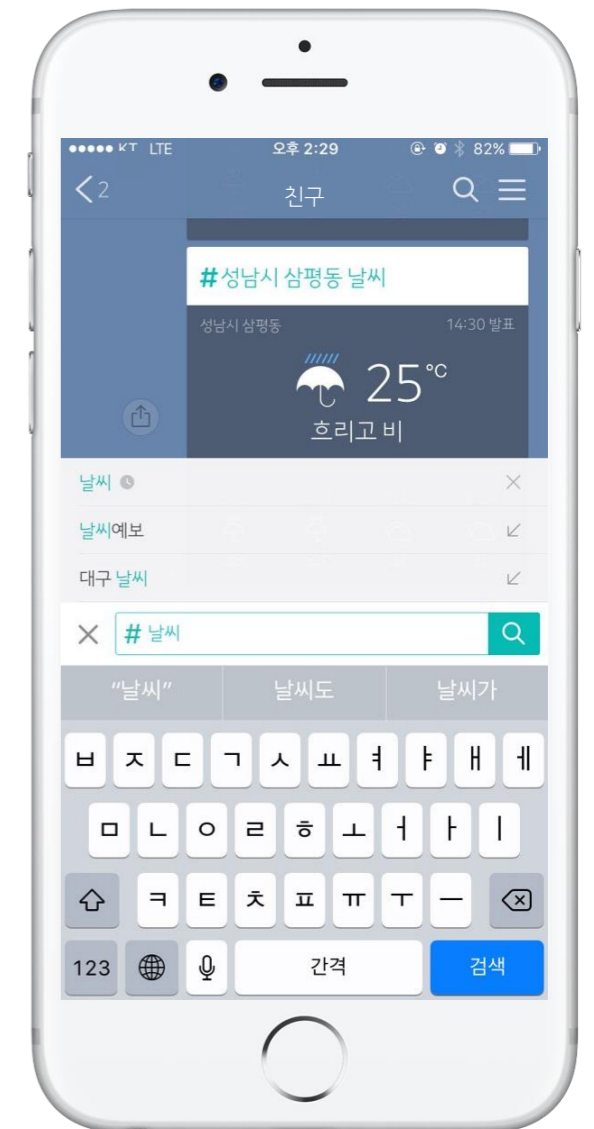 KT LTE 오후 2:29 82%
2 친구
#성남시 삼평동 날씨
성남시 삼평동 14:30 발표
25°C
흐리고 비
날씨
날씨예보
대구 날씨
# 날씨
"날씨" 날씨도 날씨가
ㅂ ㅈ ㄷ ㄱ ㅅ ㅛ ㅕ ㅑ ㅐ ㅔ
ㅁ ㄴ ㅇ ㄹ ㅎ ㅗ ㅓ ㅏ ㅣ
ㅋ ㅌ ㅊ ㅍ ㅠ ㅜ ㅡ
123 간격 검색